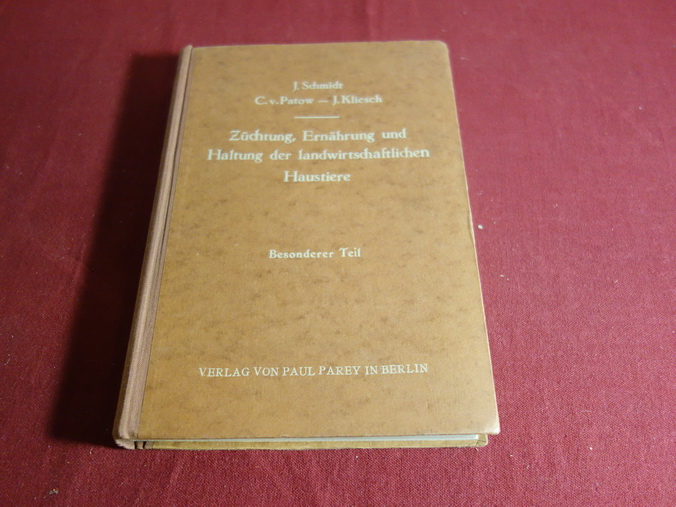 J. Schmidt
C. v. Patow — J. Kliesch
Züchtung, Ernährung und
Haltung der landwirtschaftlichen
Haustiere
Besonderer Teil
VERLAG VON PAUL PAREY IN BERLIN